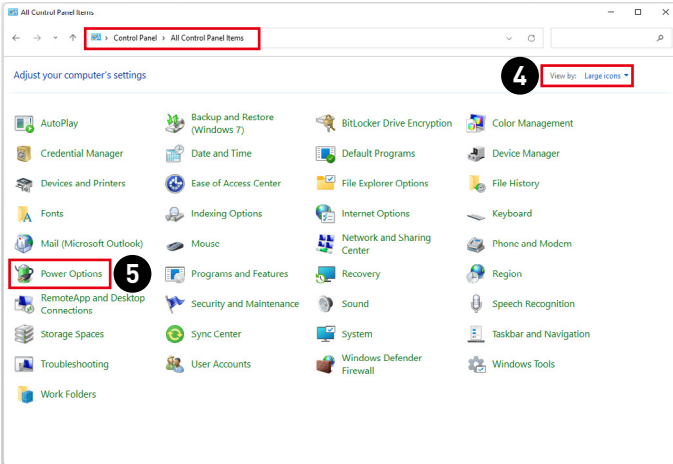 All Control Panel Items
Control Panel > All Control Panel Items
Adjust your computer's settings
4
View by: Large icons
AutoPlay
Backup and Restore
(Windows 7)
BitLocker Drive Encryption
Color Management
Credential Manager
Date and Time
Default Programs
Device Manager
Devices and Printers
Ease of Access Center
File Explorer Options
File History
Fonts
Indexing Options
Internet Options
Keyboard
Mail (Microsoft Outlook)
Mouse
Network and Sharing
Center
Phone and Modem
Power Options
5
Programs and Features
Recovery
Region
RemoteApp and Desktop
Connections
Security and Maintenance
Sound
Speech Recognition
Storage Spaces
Sync Center
System
Taskbar and Navigation
Troubleshooting
User Accounts
Windows Defender
Firewall
Windows Tools
Work Folders